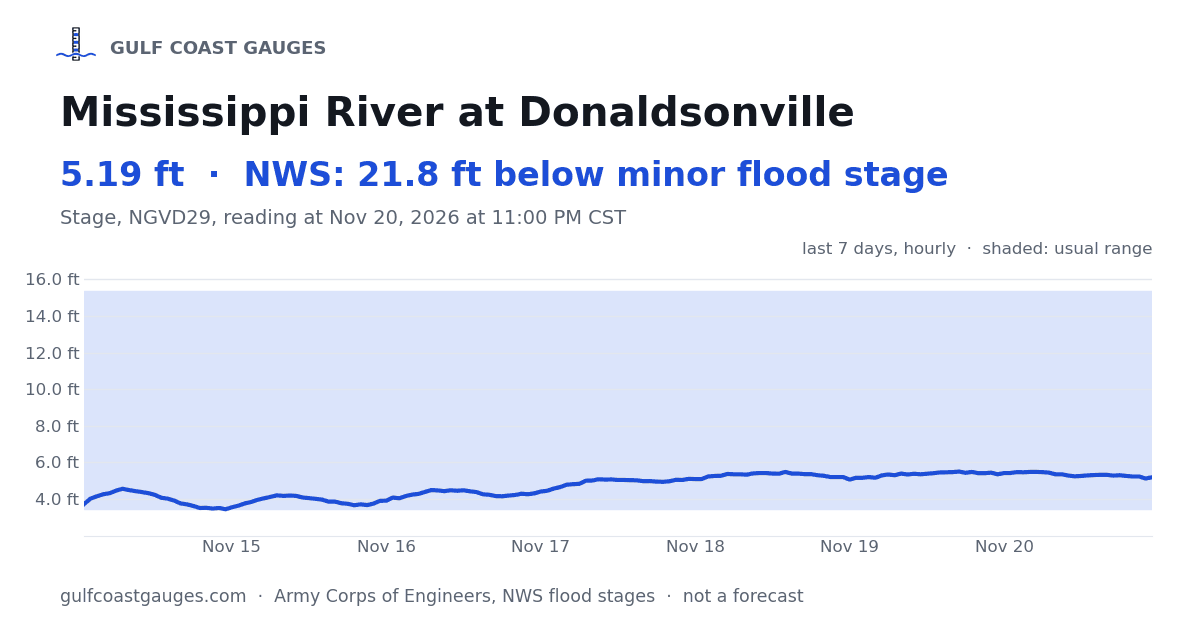 GULF COAST GAUGES
Mississippi River at Donaldsonville
5.19 ft · NWS: 21.8 ft below minor flood stage
Stage, NGVD29, reading at Nov 20, 2026 at 11:00 PM CST
last 7 days, hourly · shaded: usual range
16.0 ft
14.0 ft
12.0 ft
10.0 ft
8.0 ft
6.0 ft
4.0 ft
Nov 15 Nov 16 Nov 17 Nov 18 Nov 19 Nov 20
gulfcoastgauges.com · Army Corps of Engineers, NWS flood stages · not a forecast